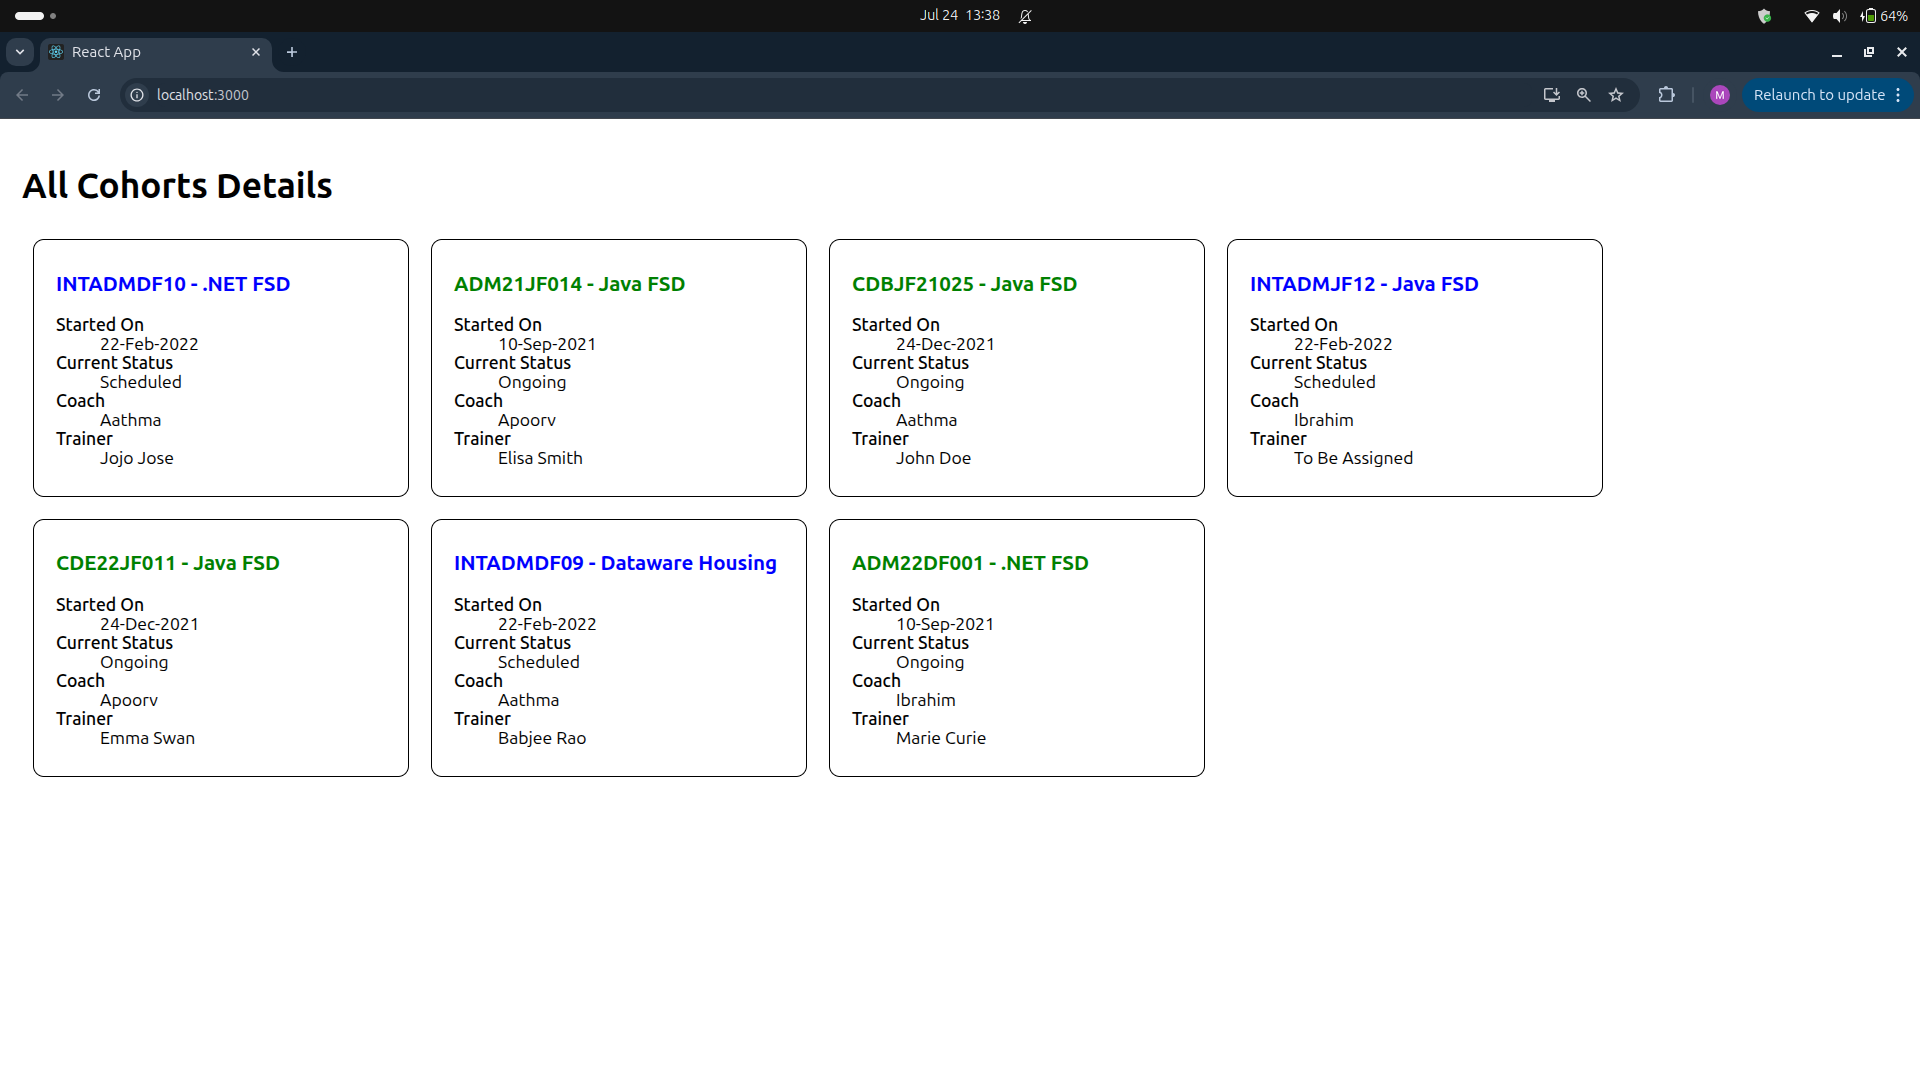 Jul 24 13:38
64%
React App
localhost:3000
M
Relaunch to update
All Cohorts Details
INTADMDF10 - .NET FSD
Started On
22-Feb-2022
Current Status
Scheduled
Coach
Aathma
Trainer
Jojo Jose
ADM21JF014 - Java FSD
Started On
10-Sep-2021
Current Status
Ongoing
Coach
Apoorv
Trainer
Elisa Smith
CDBJF21025 - Java FSD
Started On
24-Dec-2021
Current Status
Ongoing
Coach
Aathma
Trainer
John Doe
INTADMJF12 - Java FSD
Started On
22-Feb-2022
Current Status
Scheduled
Coach
Ibrahim
Trainer
To Be Assigned
CDE22JF011 - Java FSD
Started On
24-Dec-2021
Current Status
Ongoing
Coach
Apoorv
Trainer
Emma Swan
INTADMDF09 - Dataware Housing
Started On
22-Feb-2022
Current Status
Scheduled
Coach
Aathma
Trainer
Babjee Rao
ADM22DF001 - .NET FSD
Started On
10-Sep-2021
Current Status
Ongoing
Coach
Ibrahim
Trainer
Marie Curie